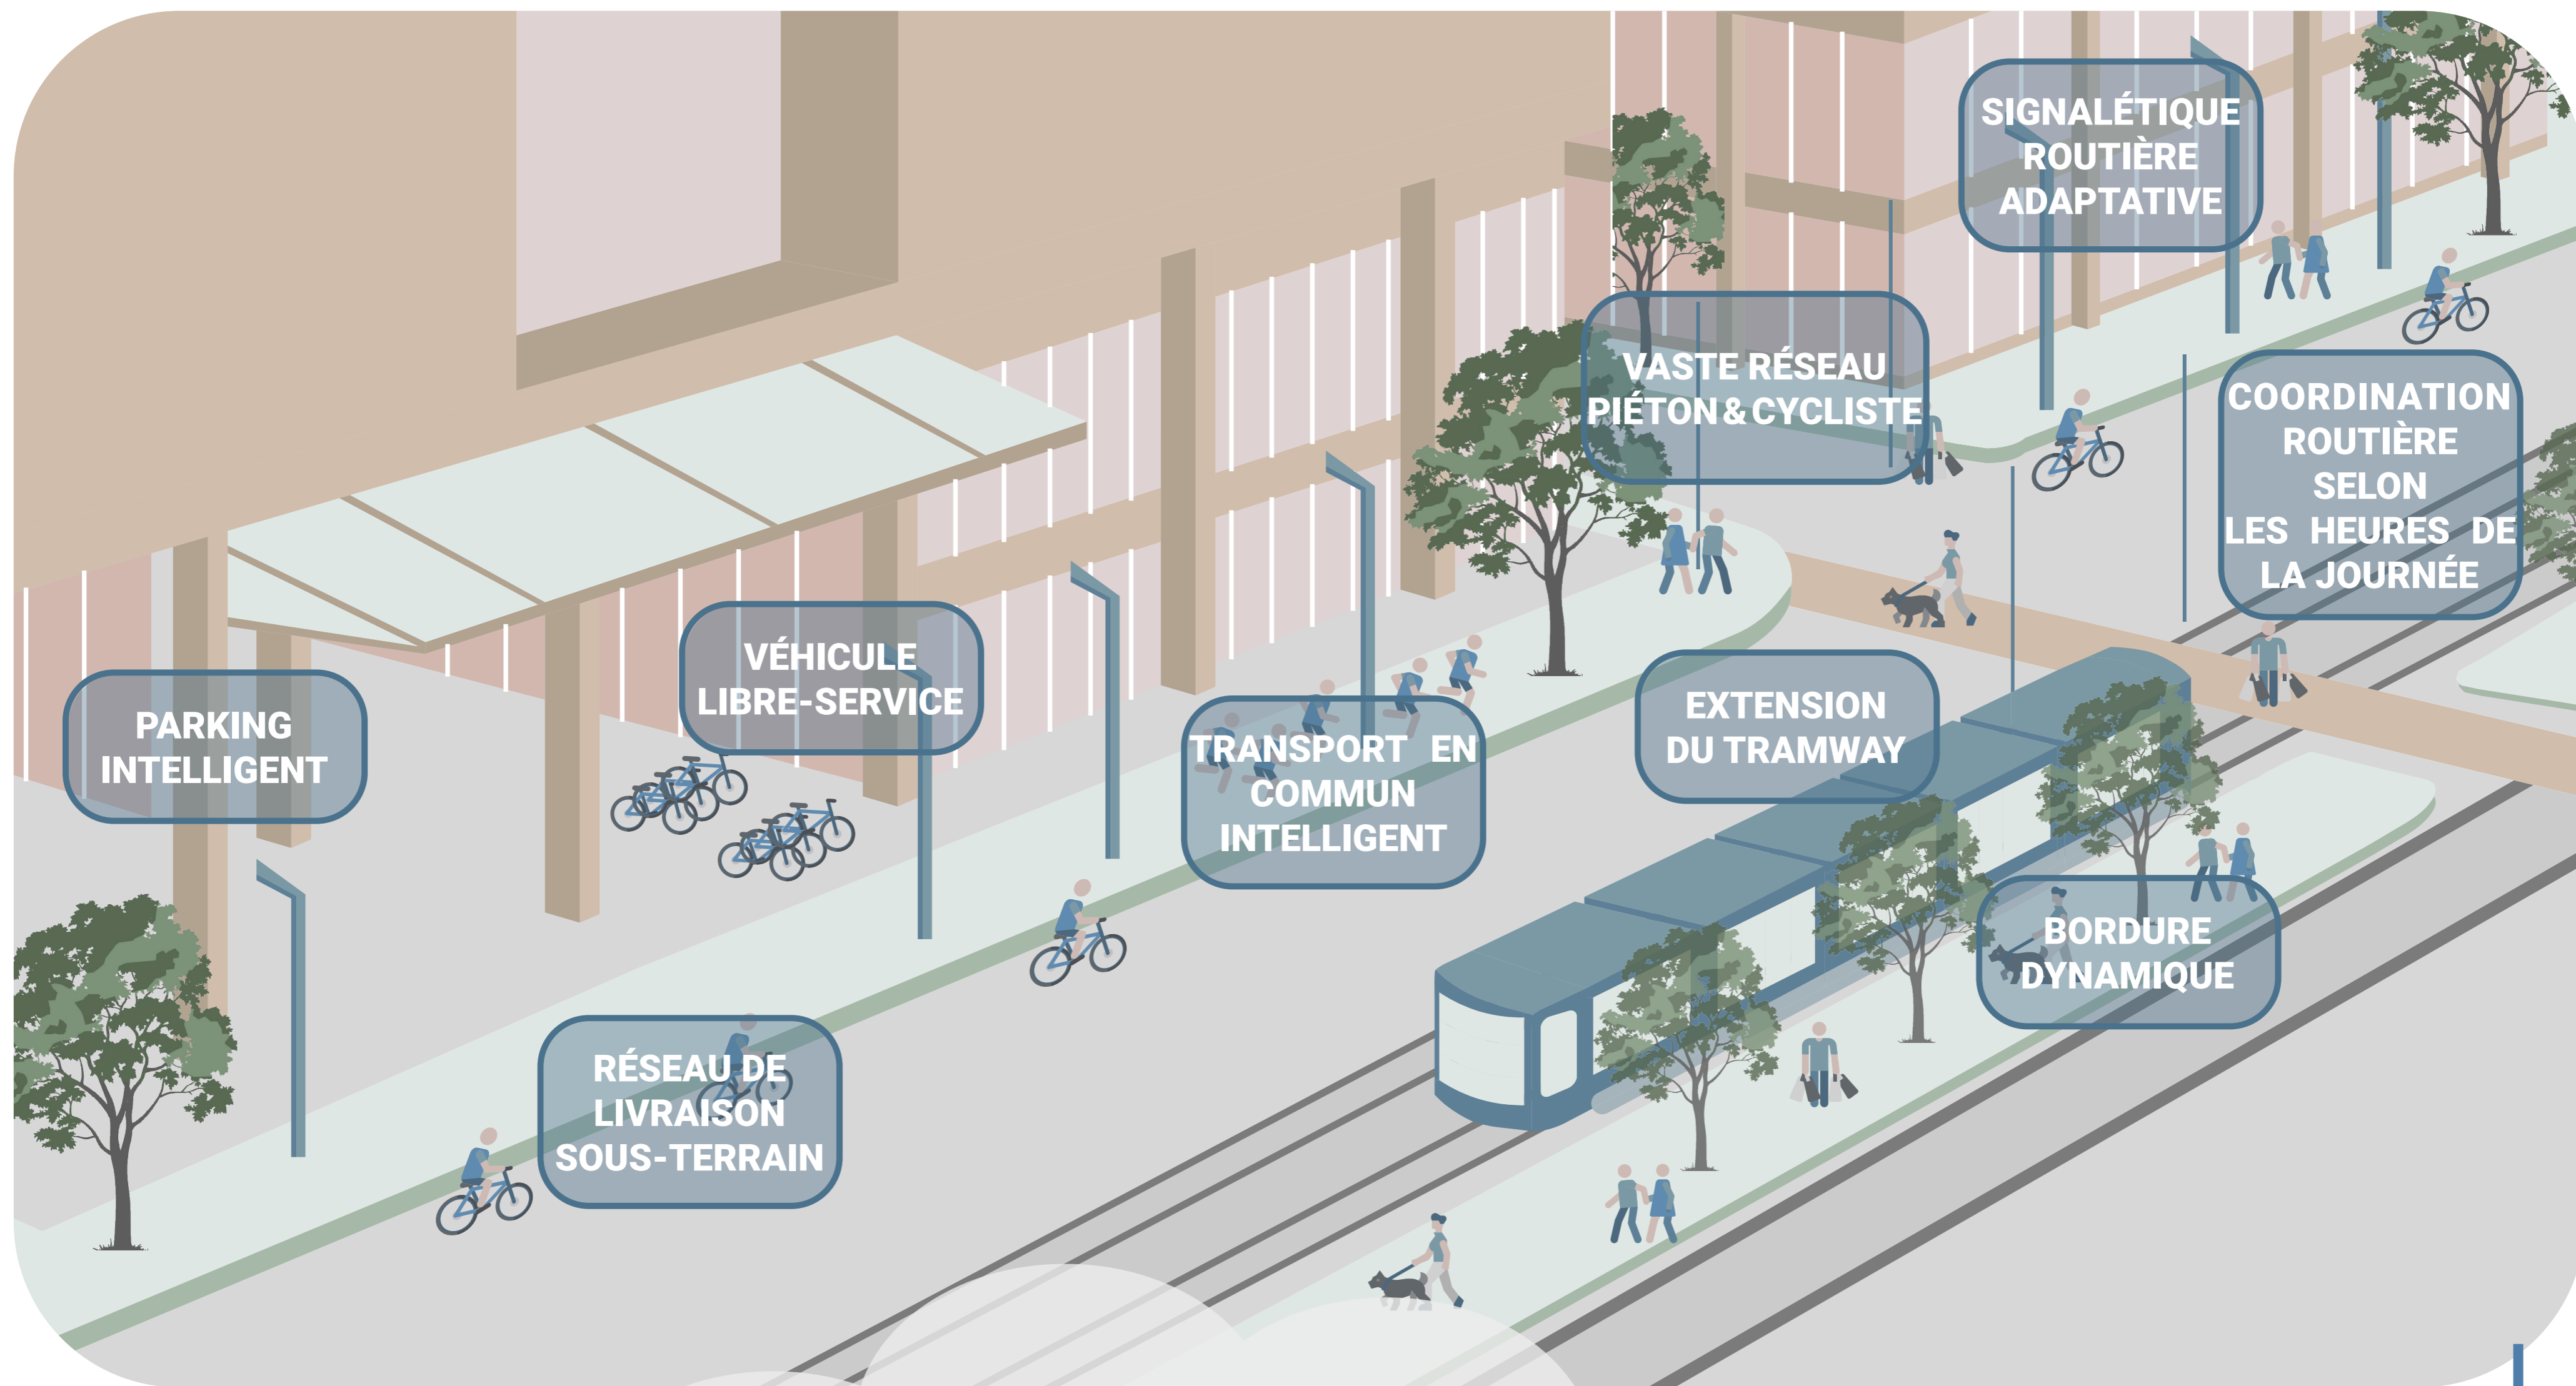 SIGNALÉTIQUE
ROUTIÈRE
ADAPTATIVE
VASTE RÉSEAU
PIÉTON & CYCLISTE
COORDINATION
ROUTIÈRE
SELON
LES HEURES DE
LA JOURNÉE
VÉHICULE
LIBRE-SERVICE
PARKING
INTELLIGENT
TRANSPORT EN
COMMUN
INTELLIGENT
EXTENSION
DU TRAMWAY
BORDURE
DYNAMIQUE
RÉSEAU DE
LIVRAISON
SOUS-TERRAIN